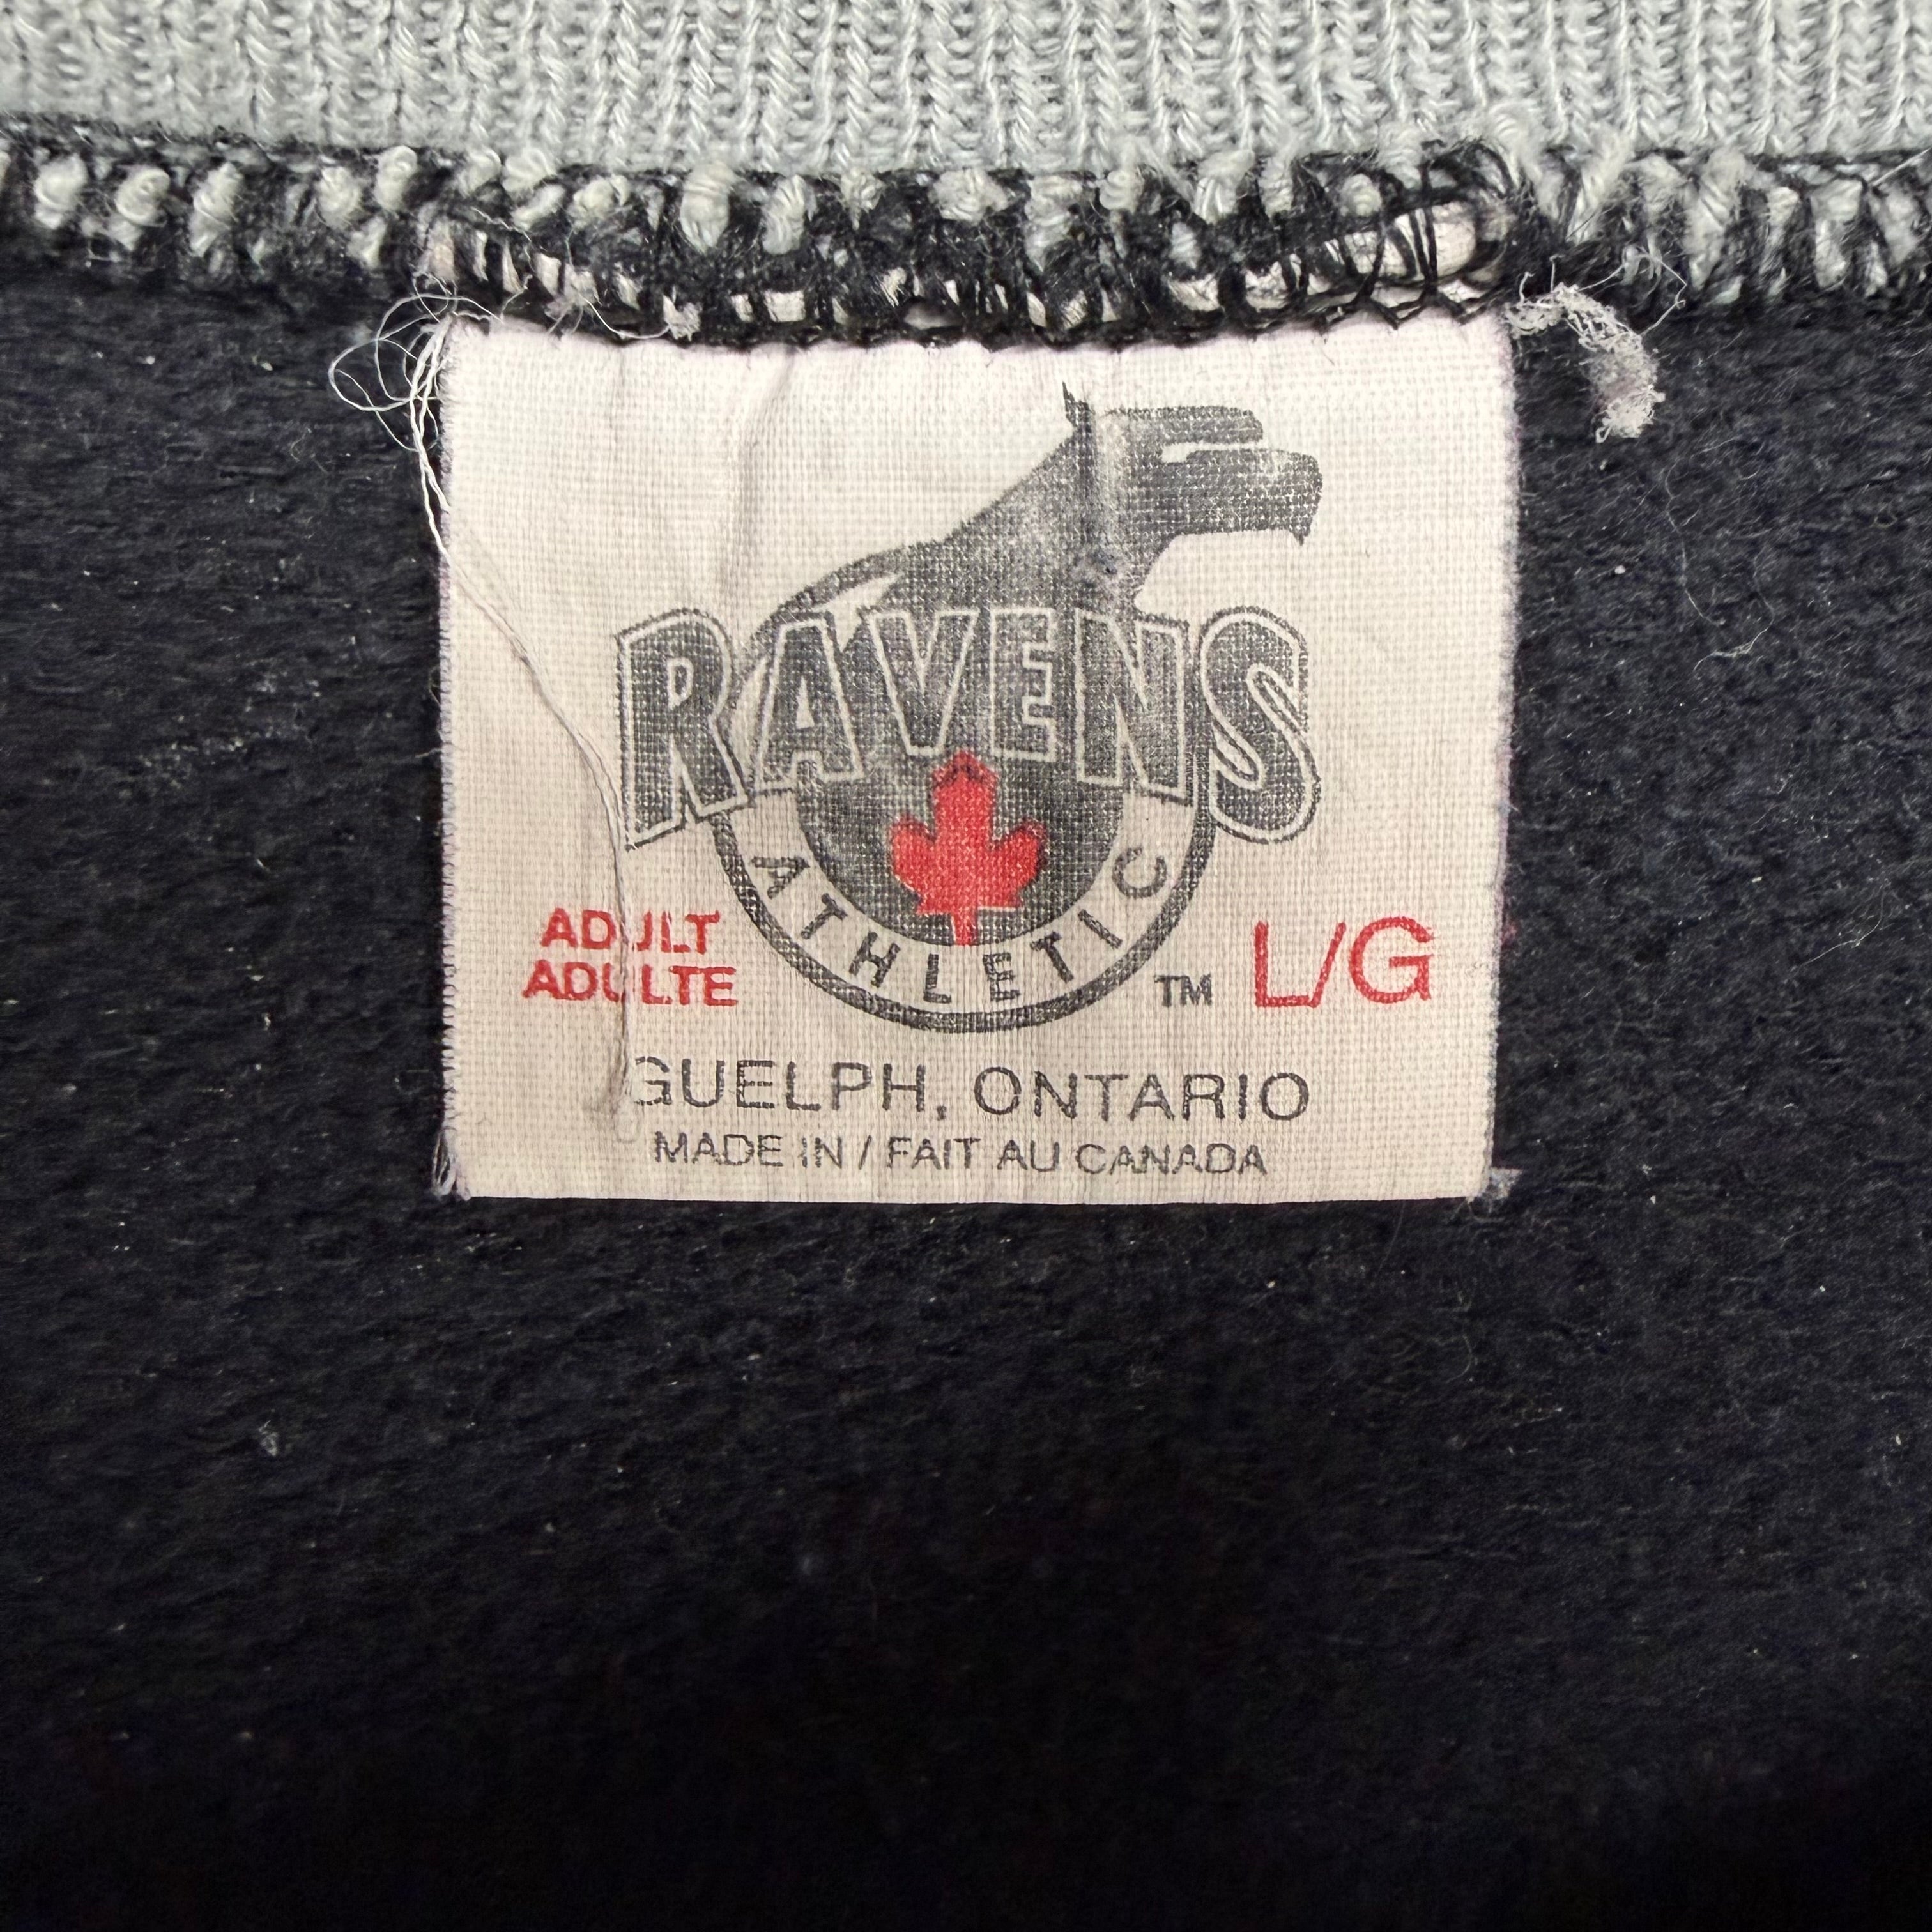 RAVENS
ATHLETIC
ADULT
ADULTE
TM L/G
GUELPH, ONTARIO
MADE IN / FAIT AU CANADA